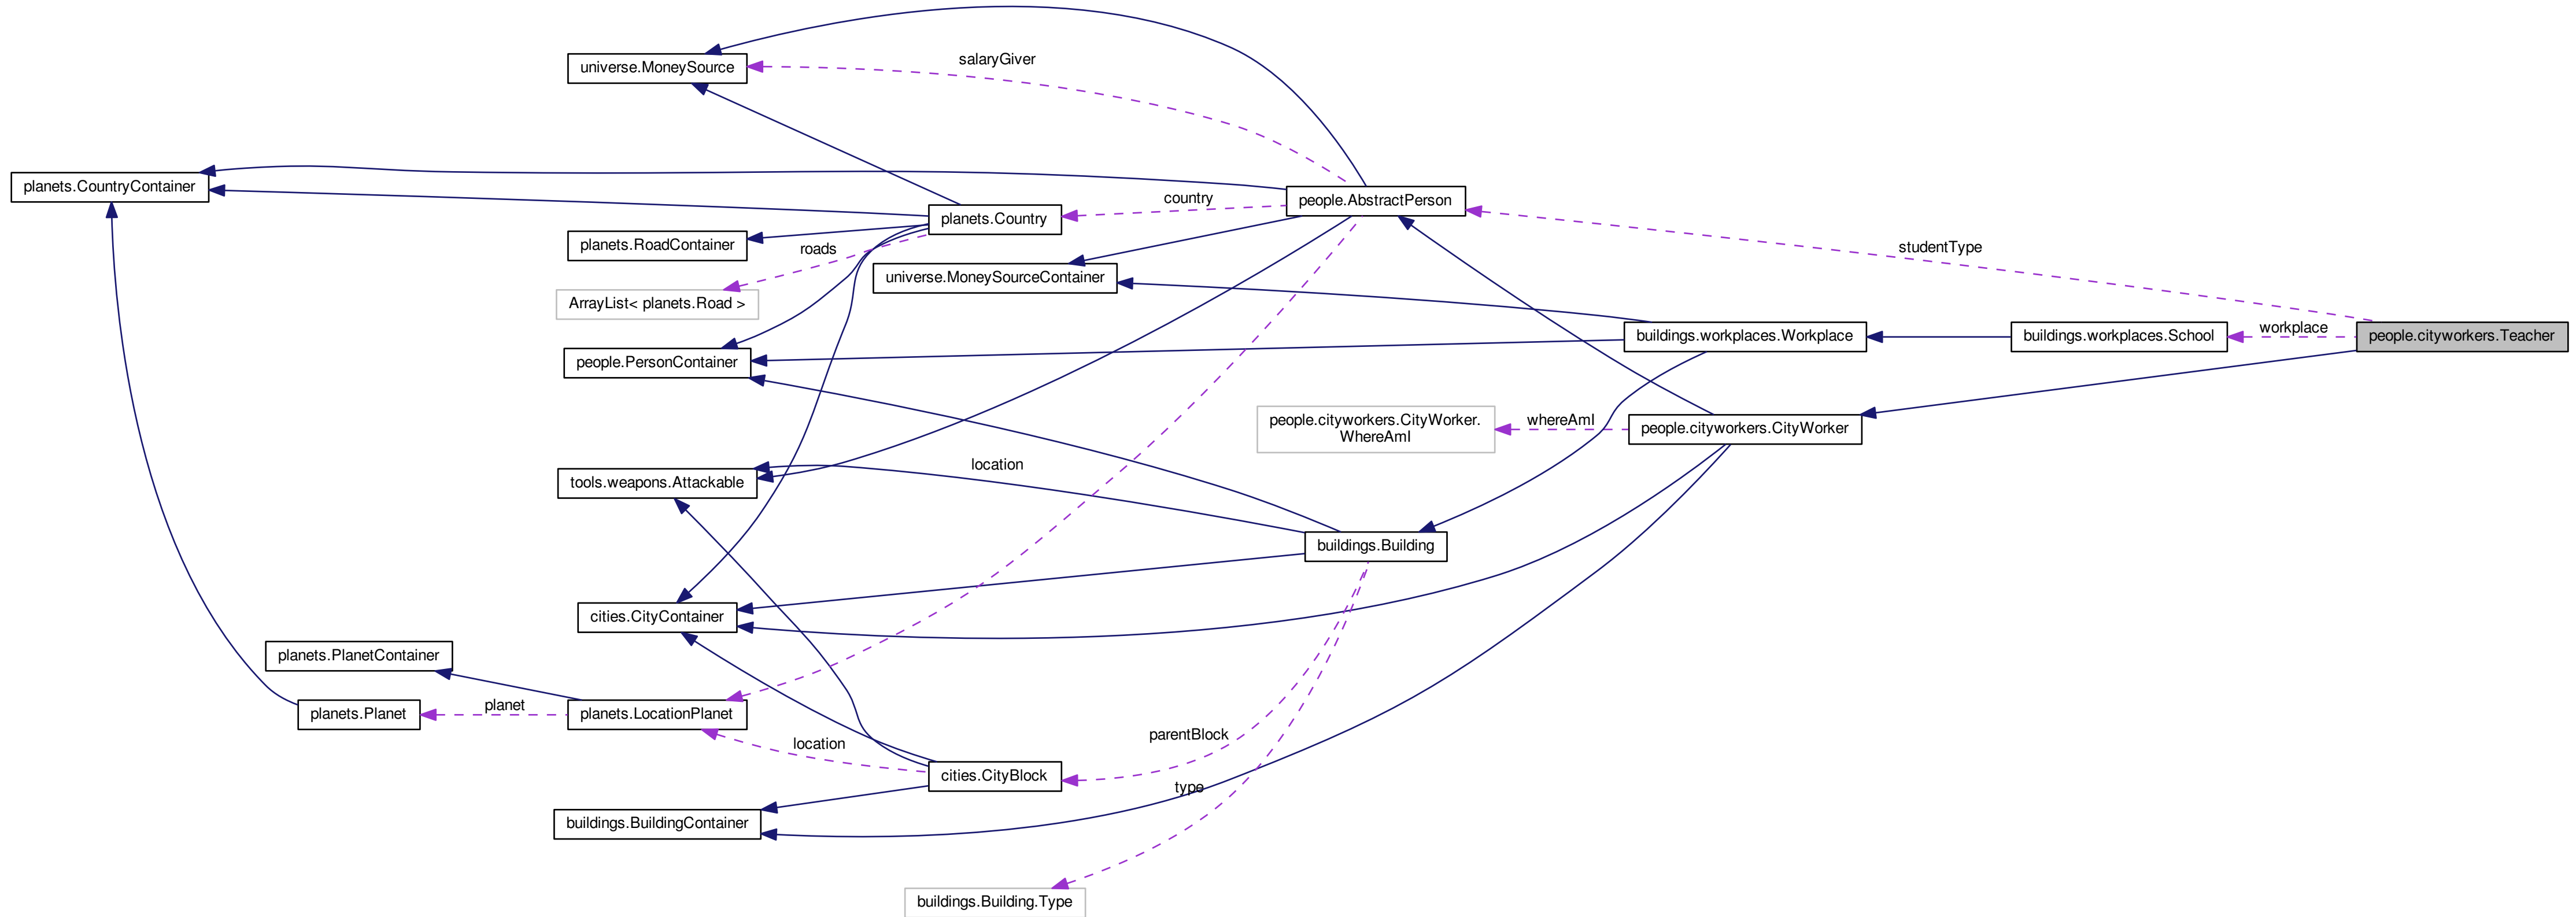 salaryGiver
universe.MoneySource
planets.CountryContainer
people.AbstractPerson
country
planets.Country
planets.RoadContainer
roads
studentType
universe.MoneySourceContainer
ArrayList< planets.Road >
workplace
buildings.workplaces.Workplace
buildings.workplaces.School
people.cityworkers.Teacher
people.PersonContainer
people.cityworkers.CityWorker.
WhereAmI
whereAmI
people.cityworkers.CityWorker
location
tools.weapons.Attackable
buildings.Building
cities.CityContainer
planets.PlanetContainer
planet
planets.Planet
planets.LocationPlanet
parentBlock
location
cities.CityBlock
type
buildings.BuildingContainer
buildings.Building.Type